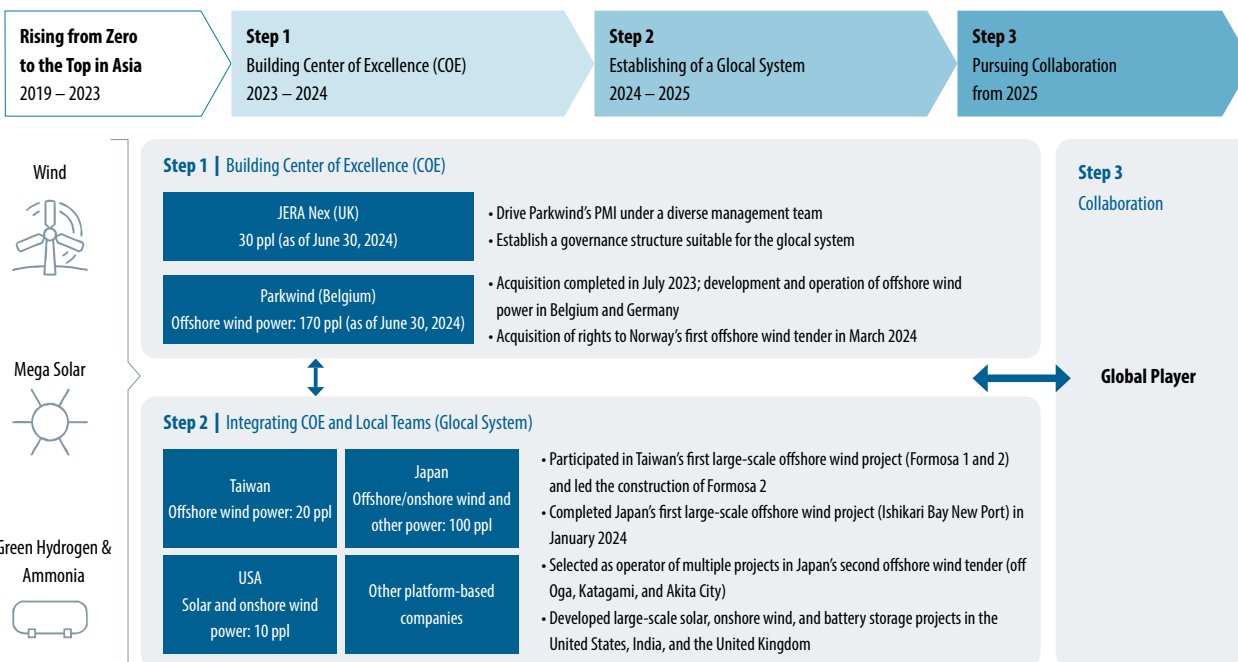 Rising from Zero
to the Top in Asia
2019 – 2023
Step 1
Building Center of Excellence (COE)
2023 – 2024
Step 2
Establishing of a Glocal System
2024 – 2025
Step 3
Pursuing Collaboration
from 2025
Wind
Mega Solar
Green Hydrogen &
Ammonia
Step 1 | Building Center of Excellence (COE)
JERA Nex (UK)
30 ppl (as of June 30, 2024)
• Drive Parkwind's PMI under a diverse management team
• Establish a governance structure suitable for the glocal system
Parkwind (Belgium)
Offshore wind power: 170 ppl (as of June 30, 2024)
• Acquisition completed in July 2023; development and operation of offshore wind
power in Belgium and Germany
• Acquisition of rights to Norway's first offshore wind tender in March 2024
Step 2 | Integrating COE and Local Teams (Glocal System)
Taiwan
Offshore wind power: 20 ppl
Japan
Offshore/onshore wind and
other power: 100 ppl
USA
Solar and onshore wind
power: 10 ppl
Other platform-based
companies
• Participated in Taiwan's first large-scale offshore wind project (Formosa 1 and 2)
and led the construction of Formosa 2
• Completed Japan's first large-scale offshore wind project (Ishikari Bay New Port) in
January 2024
• Selected as operator of multiple projects in Japan's second offshore wind tender (off
Oga, Katagami, and Akita City)
• Developed large-scale solar, onshore wind, and battery storage projects in the
United States, India, and the United Kingdom
Step 3
Collaboration
Global Player